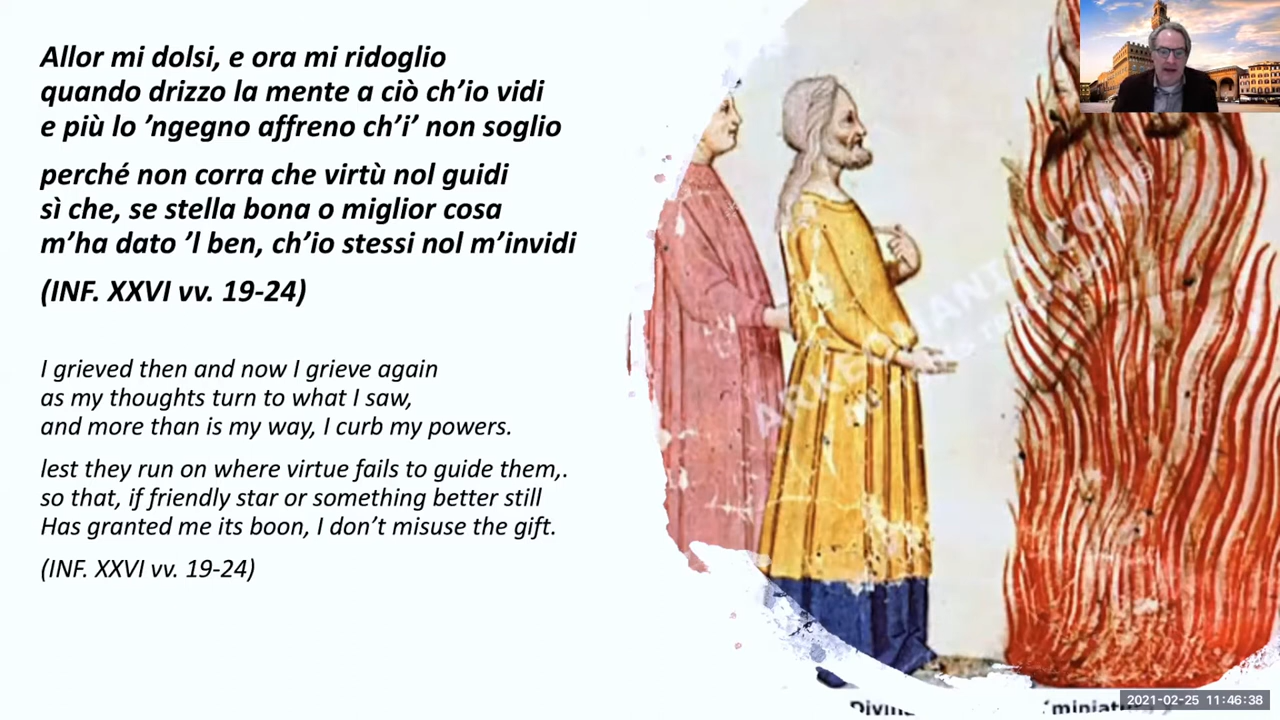 Allor mi dolsi, e ora mi ridoglio
quando drizzo la mente a ciò ch’io vidi
e più lo ’ngegno affreno ch’i’ non soglio
perché non corra che virtù nol guidi
sì che, se stella bona o miglior cosa
m’ha dato ’l ben, ch’io stessi nol m’invidi
(INF. XXVI vv. 19-24)
I grieved then and now I grieve again
as my thoughts turn to what I saw,
and more than is my way, I curb my powers.
lest they run on where virtue fails to guide them,.
so that, if friendly star or something better still
Has granted me its boon, I don’t misuse the gift.
(INF. XXVI vv. 19-24)
2021-02-25 11:46:38